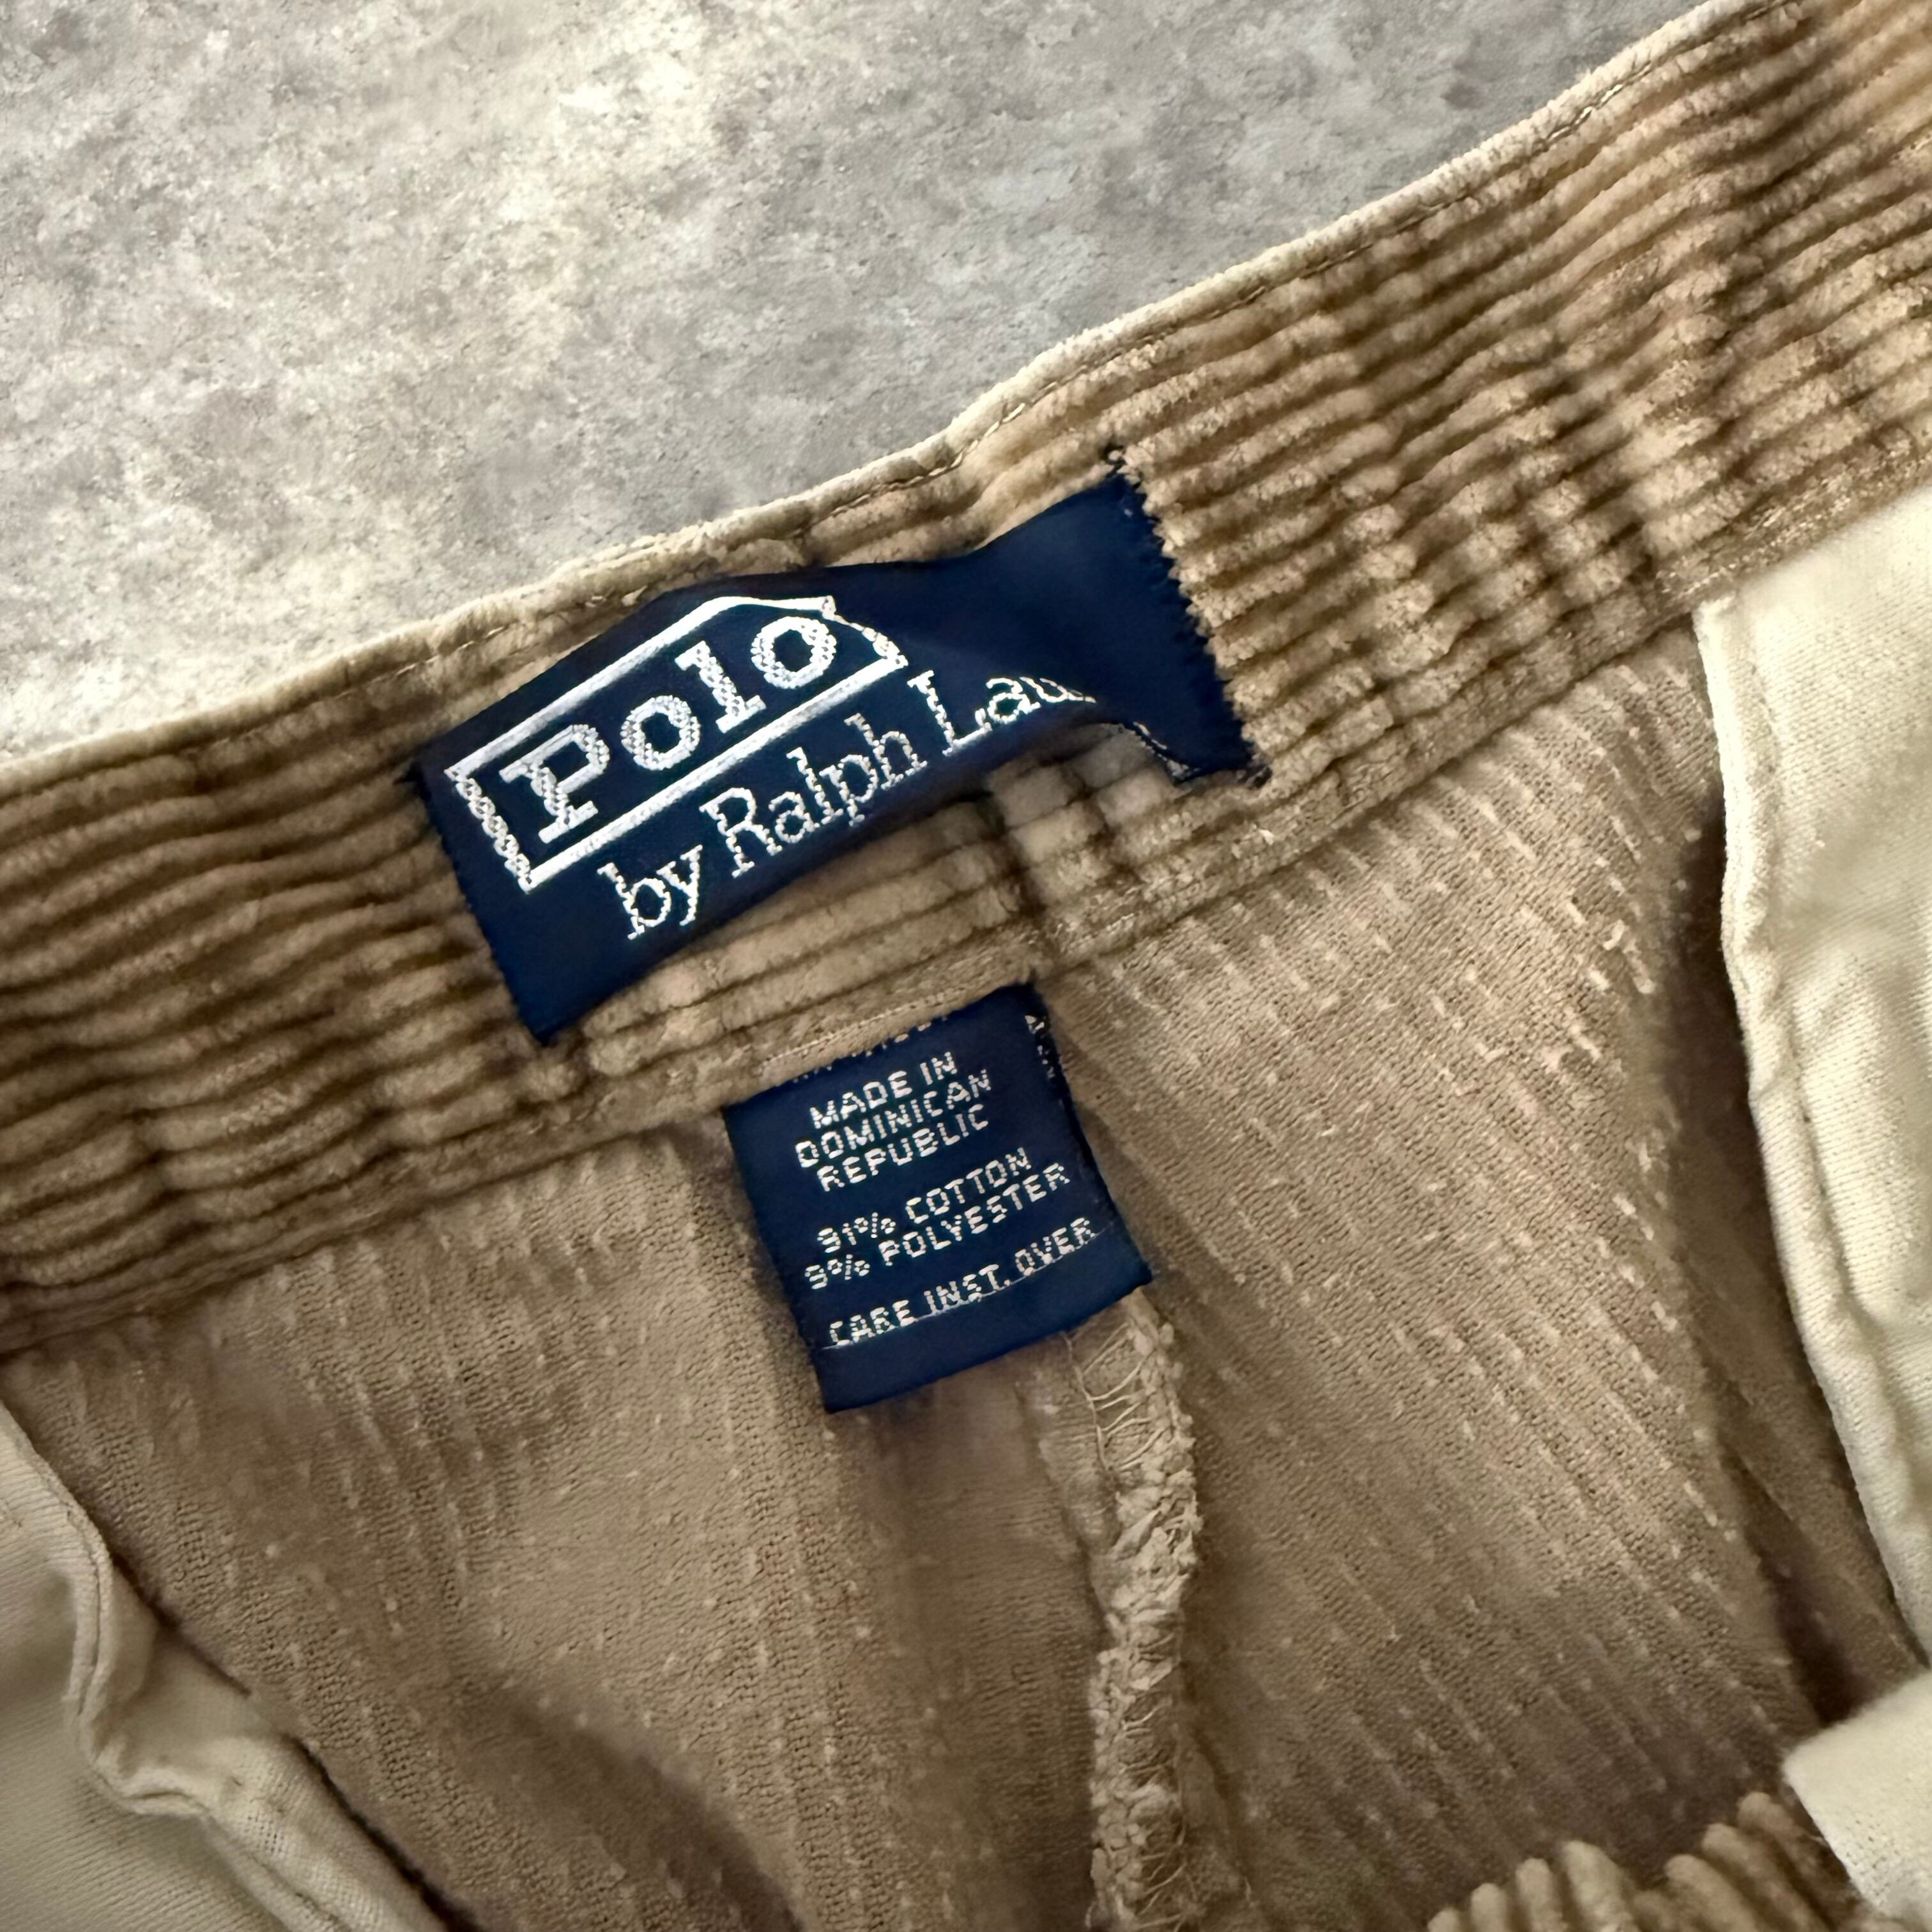 Polo
by Ralph Lau
MADE IN
DOMINICAN
REPUBLIC
91% COTTON
9% POLYESTER
CARE INST. OVER